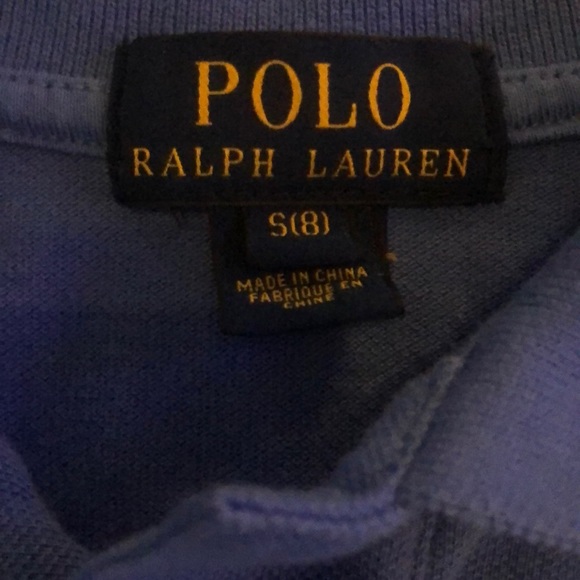 POLO
RALPH LAUREN
S(8)
MADE IN CHINA
FABRIQUE EN
CHINE